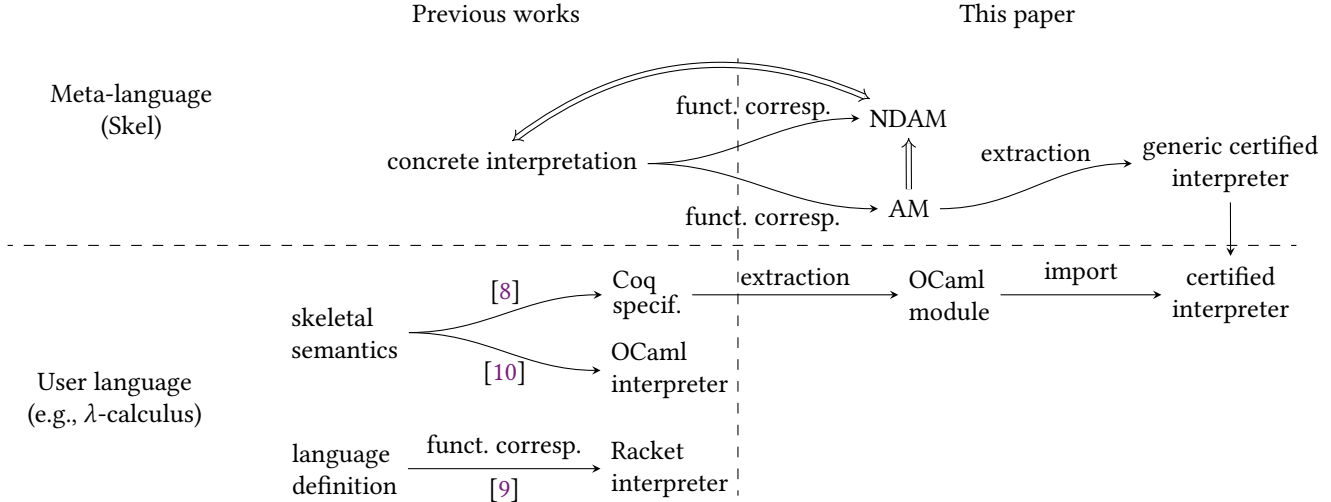 Previous works
This paper
Meta-language
(Skel)
funct. corresp.
NDAM
concrete interpretation
extraction
generic certified
interpreter
funct. corresp.
AM
[8]
Coq
specif.
extraction
OCaml
module
import
certified
interpreter
skeletal
semantics
[10]
OCaml
interpreter
User language
(e.g., λ-calculus)
language
definition
funct. corresp.
[9]
Racket
interpreter